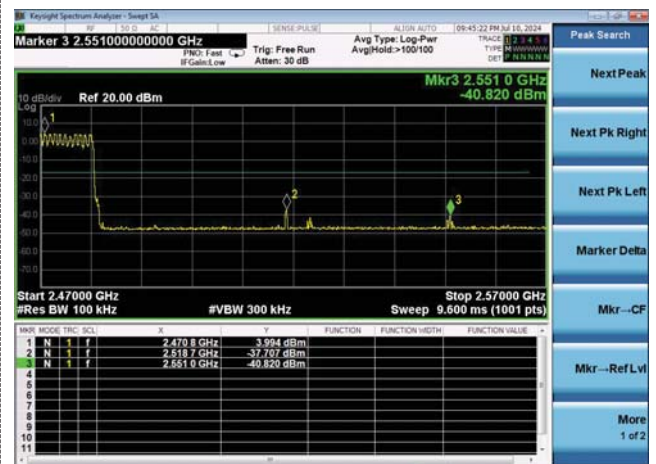 Keysight Spectrum Analyzer - Swept SA
RF 50 Ω AC SENSE:PULSE ALIGN AUTO 09:45:22 PM Jul 10, 2024
Marker 3 2.551000000000 GHz
PNO: Fast
IFGain:Low
Trig: Free Run
Atten: 30 dB
Avg Type: Log-Pwr
Avg|Hold:>100/100
TRACE 1 2 3 4 5 6
TYPE M WWWWW
DET P N N N N N
Mkr3 2.551 0 GHz
-40.820 dBm
10 dB/div Ref 20.00 dBm
Log
10.0
0.00
-10.0
-20.0
-30.0
-40.0
-50.0
-60.0
-70.0
1
2
3
Start 2.47000 GHz
Stop 2.57000 GHz
#Res BW 100 kHz
#VBW 300 kHz
Sweep 9.600 ms (1001 pts)
MKR MODE TRC SCL X Y FUNCTION FUNCTION WIDTH FUNCTION VALUE
1 N 1 f 2.470 8 GHz 3.994 dBm
2 N 1 f 2.518 7 GHz -37.707 dBm
3 N 1 f 2.551 0 GHz -40.820 dBm
4
5
6
7
8
9
10
11
Peak Search
Next Peak
Next Pk Right
Next Pk Left
Marker Delta
Mkr→CF
Mkr→Ref Lvl
More
1 of 2